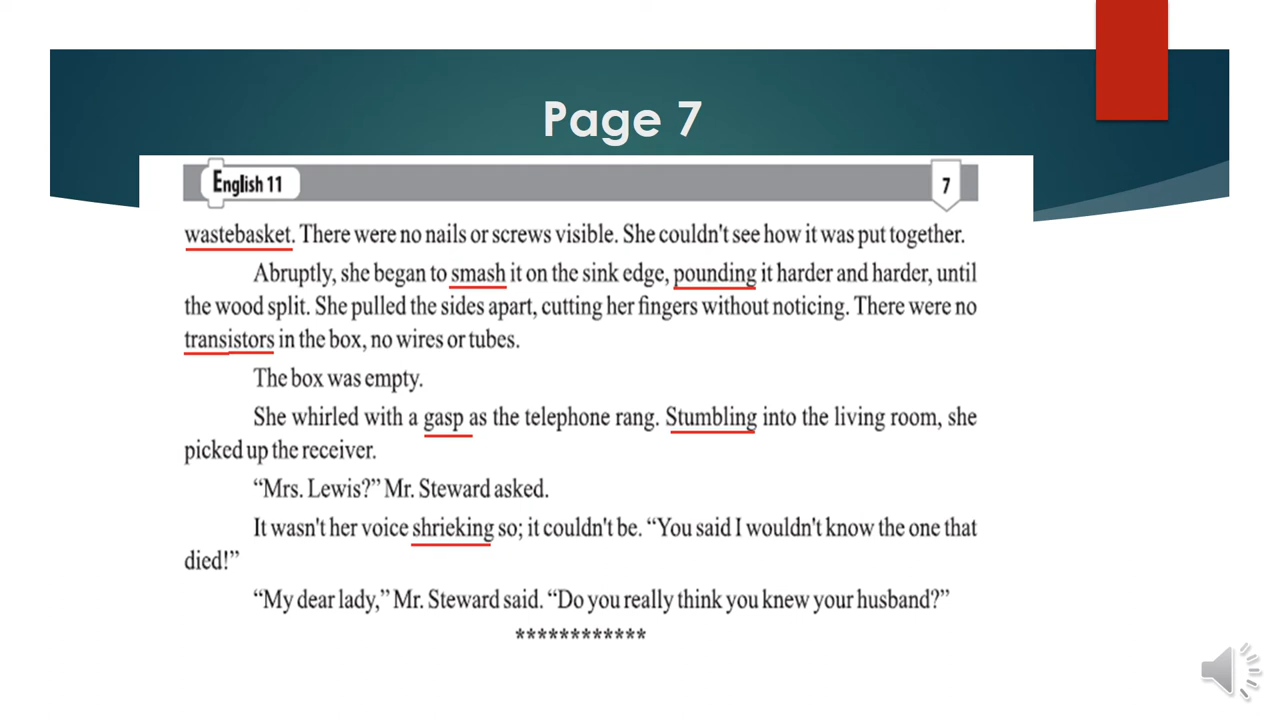 Page 7
English 11
7
wastebasket. There were no nails or screws visible. She couldn't see how it was put together.
Abruptly, she began to smash it on the sink edge, pounding it harder and harder, until
the wood split. She pulled the sides apart, cutting her fingers without noticing. There were no
transistors in the box, no wires or tubes.
The box was empty.
She whirled with a gasp as the telephone rang. Stumbling into the living room, she
picked up the receiver.
“Mrs. Lewis?” Mr. Steward asked.
It wasn't her voice shrieking so; it couldn't be. “You said I wouldn't know the one that
died!”
“My dear lady,” Mr. Steward said. “Do you really think you knew your husband?”
************